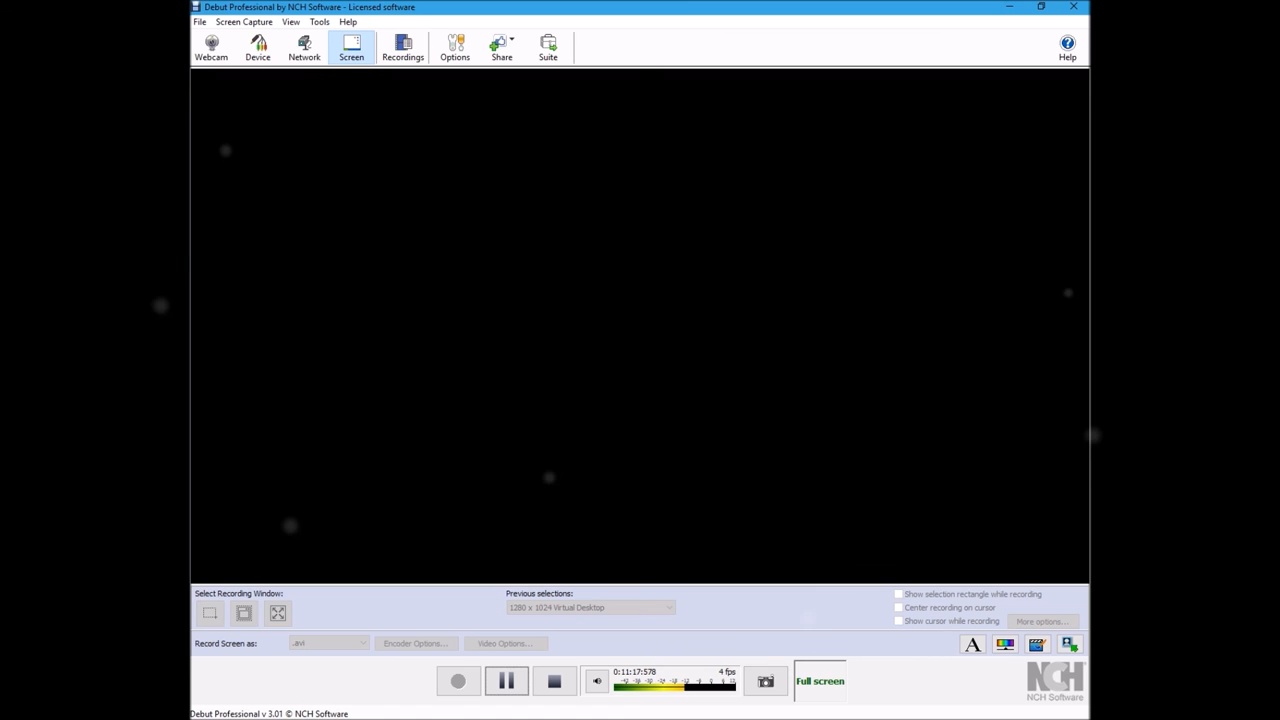 Debut Professional by NCH Software - Licensed software
File Screen Capture View Tools Help
Webcam Device Network Screen Recordings Options Share Suite Help
Select Recording Window: Previous selections:
1280 x 1024 Virtual Desktop
Show selection rectangle while recording
Center recording on cursor
Show cursor while recording More options...
Record Screen as: .avi Encoder Options... Video Options...
A
0:11:17:578 4 fps
Full screen
NCH
NCH Software
Debut Professional v 3.01 © NCH Software